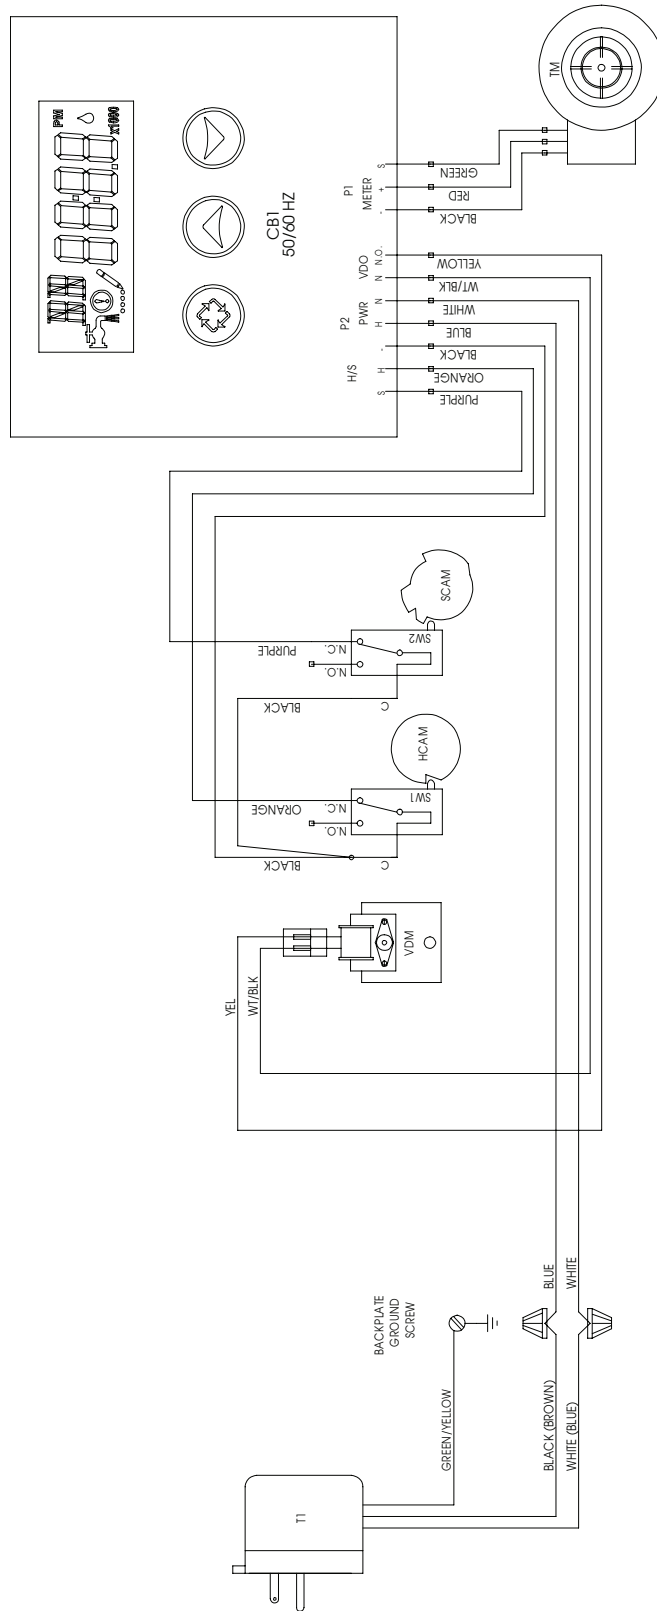 PM
x1000
CB1
50/60 HZ
TM
P1
METER
S
+
-
GREEN
RED
BLACK
P2
VDO
PWR
H/S
N.O.
N
N
H
-
H
S
YELLOW
WT/BLK
WHITE
BLUE
BLACK
ORANGE
PURPLE
SCAM
SW2
PURPLE
N.C.
N.O.
BLACK
C
HCAM
SW1
ORANGE
N.C.
N.O.
BLACK
C
VDM
YEL
WT/BLK
BLUE
WHITE
BACKPLATE
GROUND
SCREW
GREEN/YELLOW
BLACK (BROWN)
WHITE (BLUE)
T1